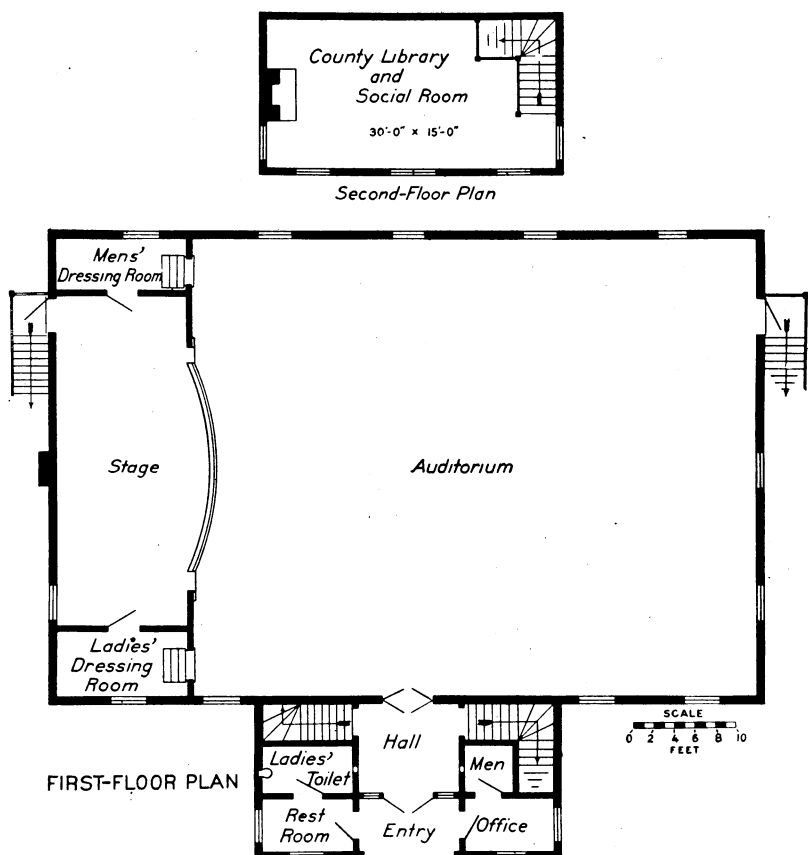 County Library
and
Social Room
30'-0" x 15'-0"
Second-Floor Plan
Mens'
Dressing Room
Stage
Auditorium
Ladies'
Dressing
Room
Hall
SCALE
0 2 4 6 8 10
FEET
Ladies'
Toilet
Men
FIRST-FLOOR PLAN
Rest
Room
Entry
Office